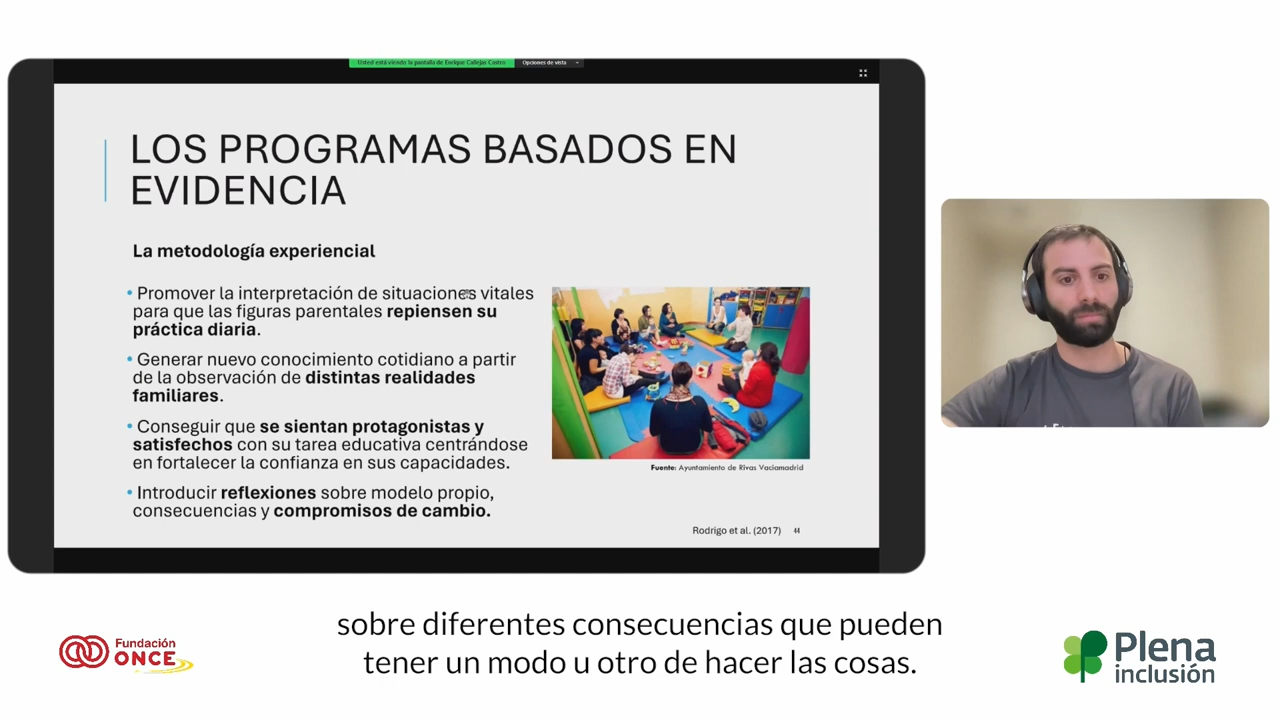 Usted está viendo la pantalla de Enrique Callejas Castro
Opciones de vista
LOS PROGRAMAS BASADOS EN
EVIDENCIA
La metodología experiencial
• Promover la interpretación de situaciones vitales
para que las figuras parentales repiensen su
práctica diaria.
• Generar nuevo conocimiento cotidiano a partir
de la observación de distintas realidades
familiares.
• Conseguir que se sientan protagonistas y
satisfechos con su tarea educativa centrándose
en fortalecer la confianza en sus capacidades.
• Introducir reflexiones sobre modelo propio,
consecuencias y compromisos de cambio.
Fuente: Ayuntamiento de Rivas Vaciamadrid
Rodrigo et al. (2017) 44
sobre diferentes consecuencias que pueden
tener un modo u otro de hacer las cosas.
Fundación
ONCE
Plena
inclusión